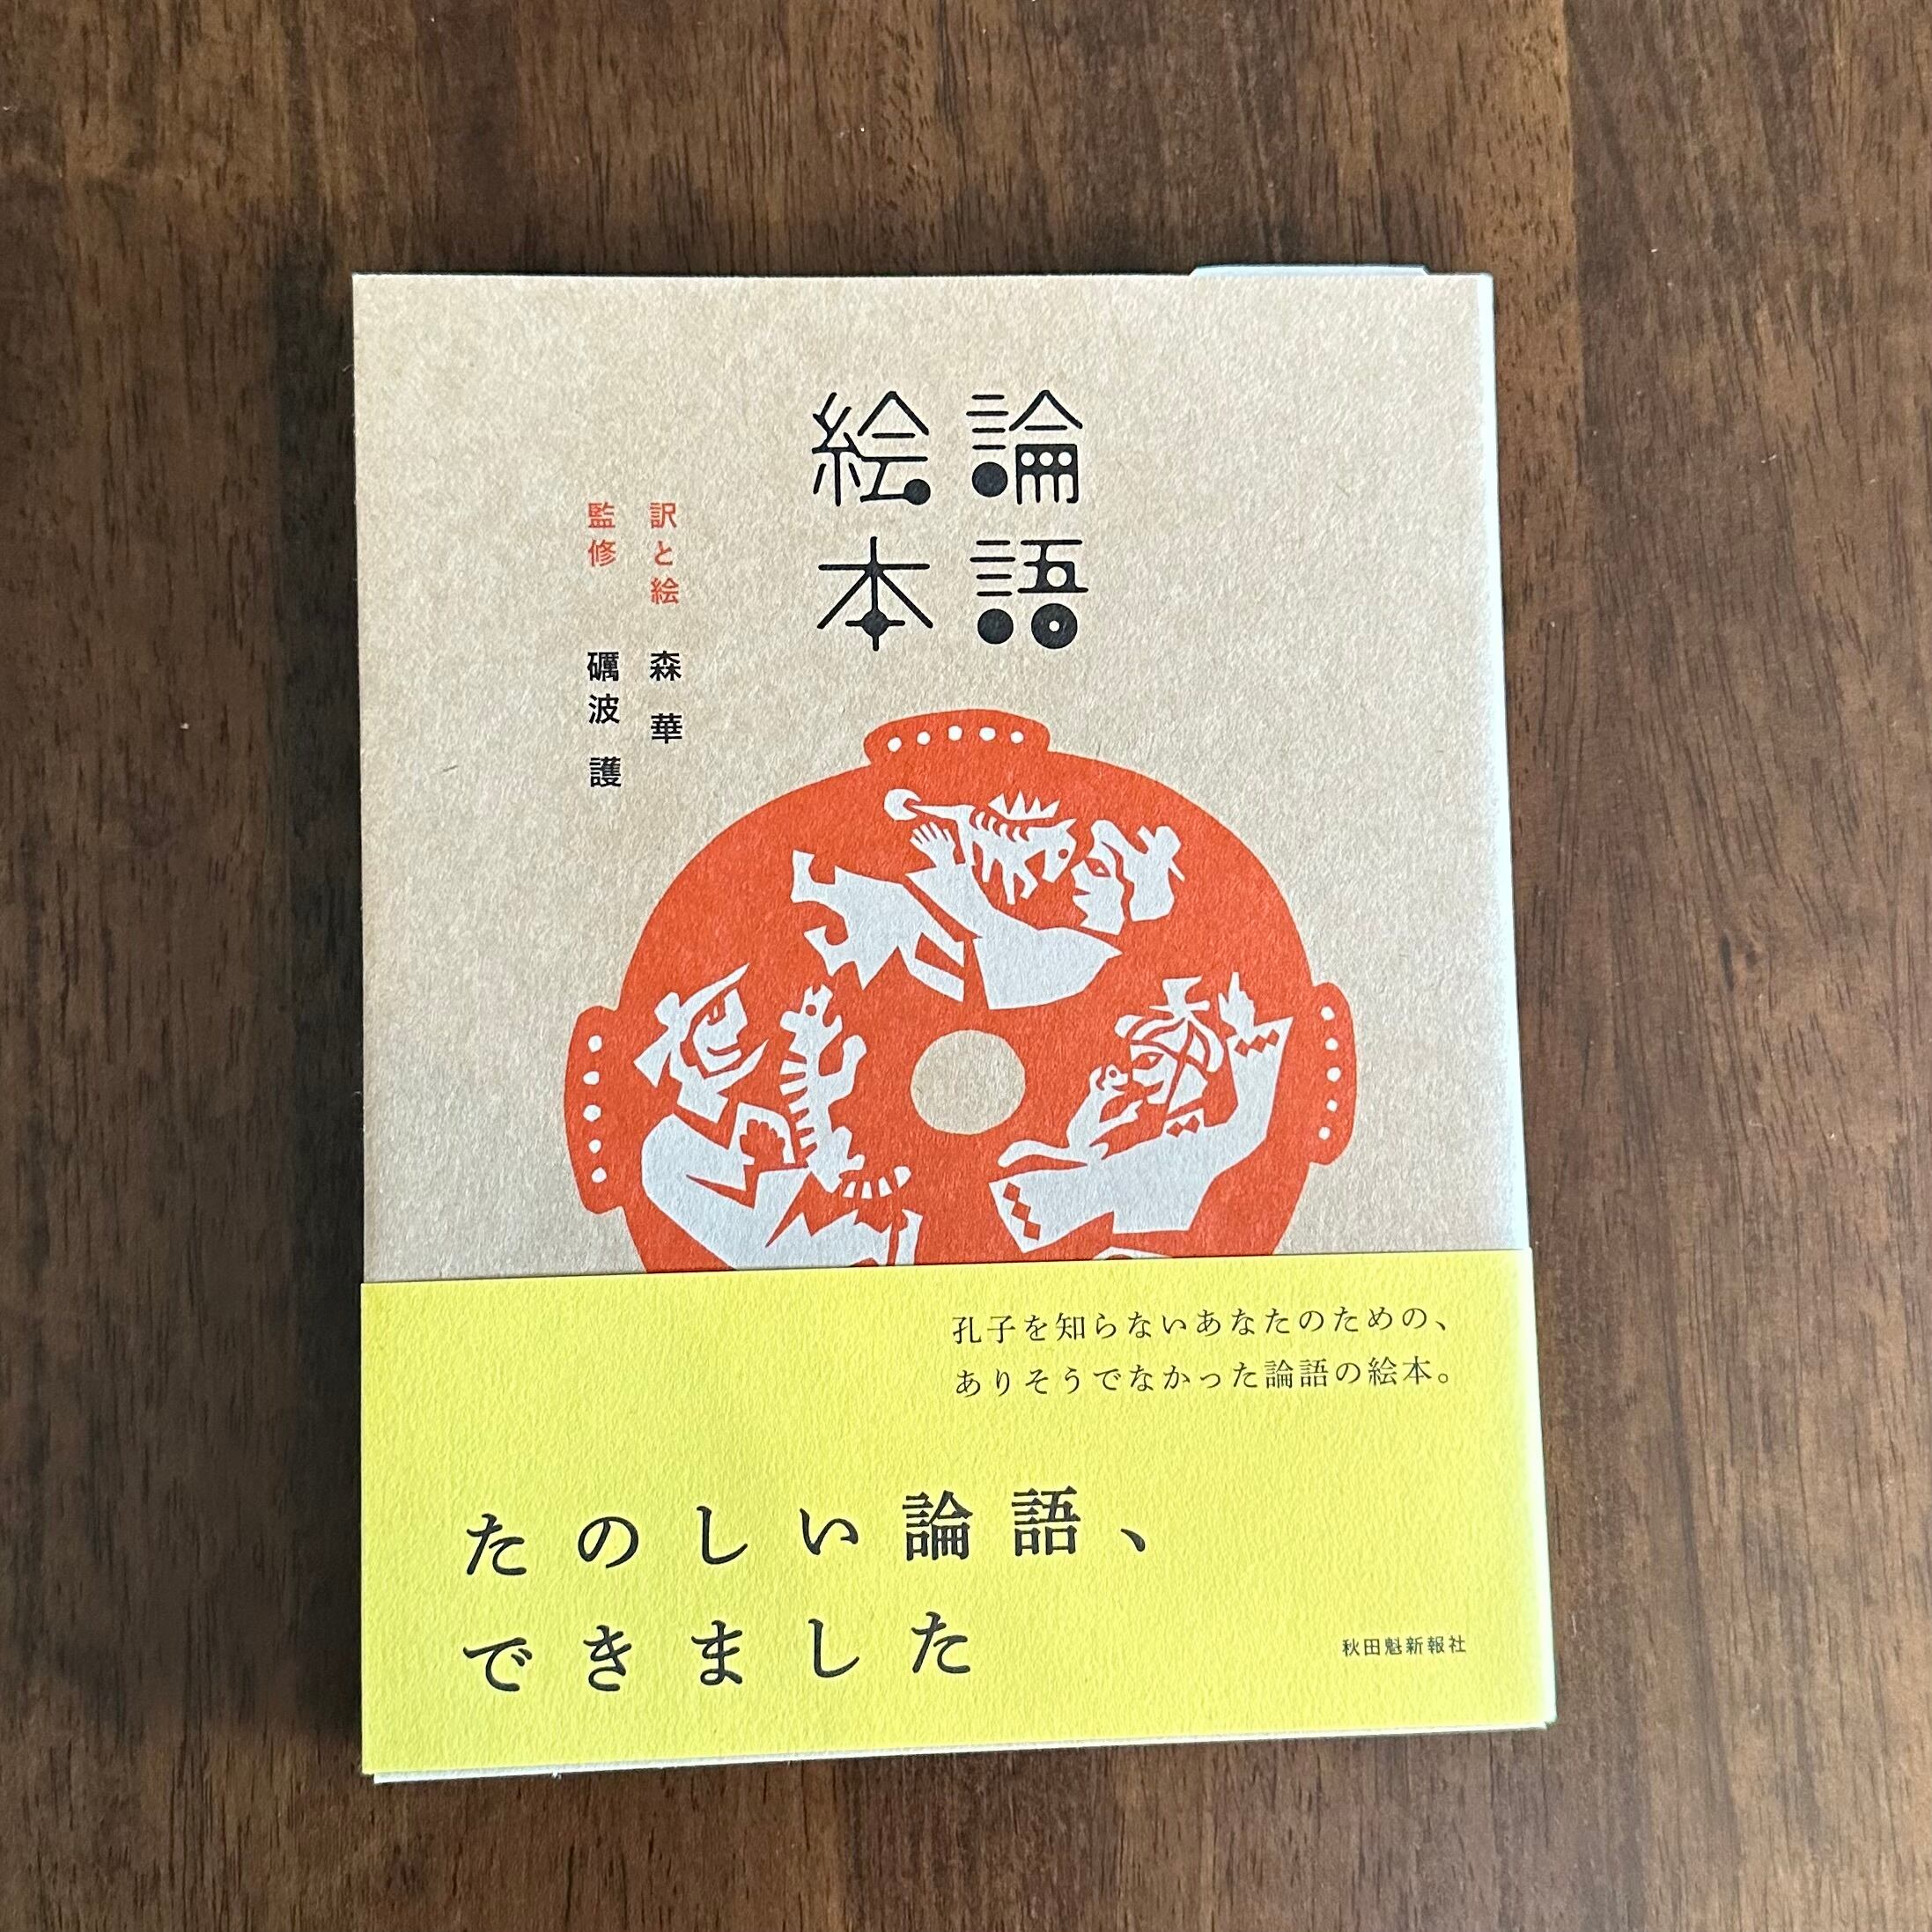 論語
絵本
訳と絵 森 華
監修 礪波 護
孔子を知らないあなたのための、
ありそうでなかった論語の絵本。
たのしい論語、
できました
秋田魁新報社